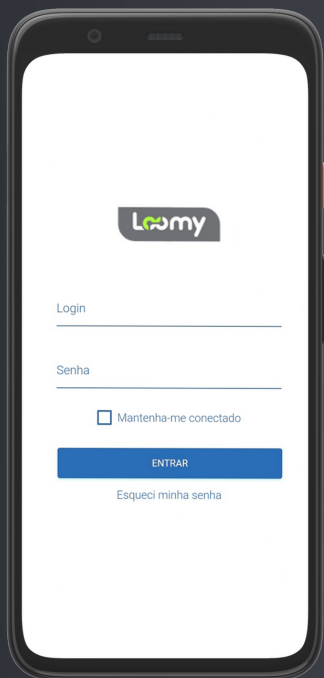 Loomy
Login
Senha
Mantenha-me conectado
ENTRAR
Esqueci minha senha